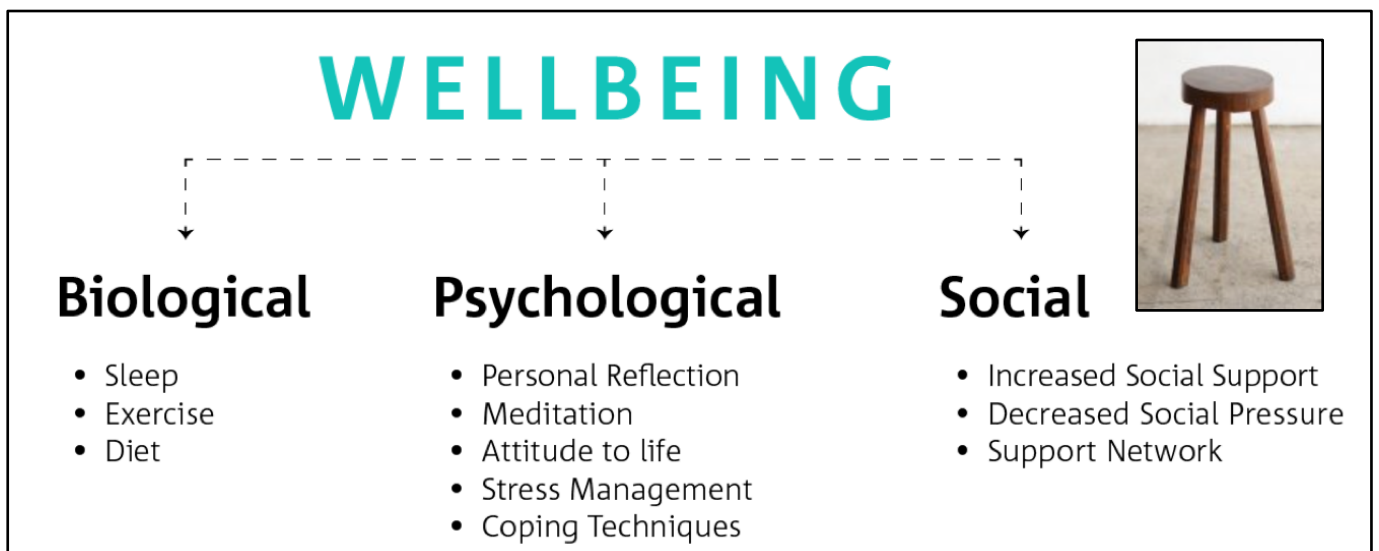 WELLBEING
Biological
• Sleep
• Exercise
• Diet
Psychological
• Personal Reflection
• Meditation
• Attitude to life
• Stress Management
• Coping Techniques
Social
• Increased Social Support
• Decreased Social Pressure
• Support Network